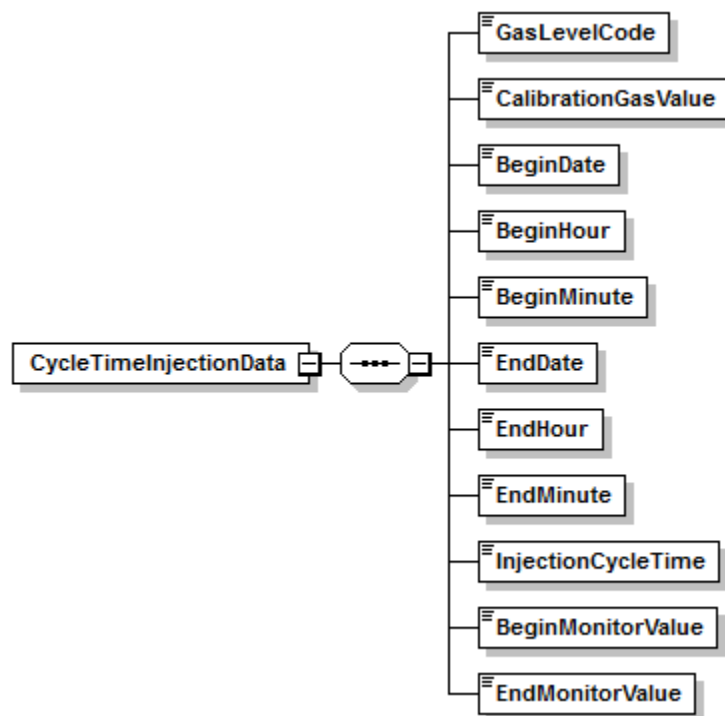 GasLevelCode
CalibrationGasValue
BeginDate
BeginHour
BeginMinute
CycleTimeInjectionData
EndDate
EndHour
EndMinute
InjectionCycleTime
BeginMonitorValue
EndMonitorValue